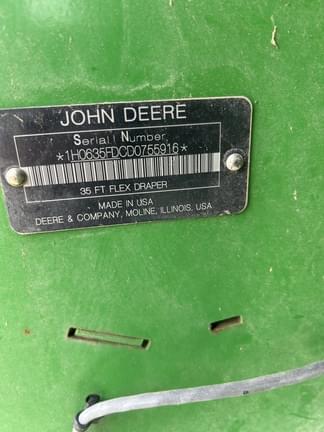 JOHN DEERE
Serial Number
*1H0635FDCD0755916*
35 FT FLEX DRAPER
MADE IN USA
DEERE & COMPANY, MOLINE, ILLINOIS, USA